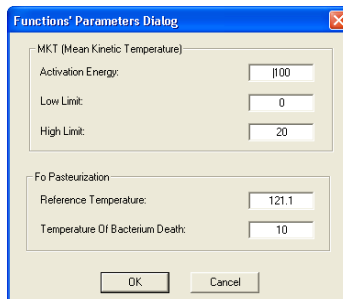 Functions' Parameters Dialog
MKT (Mean Kinetic Temperature)
Activation Energy: 100
Low Limit: 0
High Limit: 20
Fo Pasteurization
Reference Temperature: 121.1
Temperature Of Bacterium Death: 10
OK Cancel